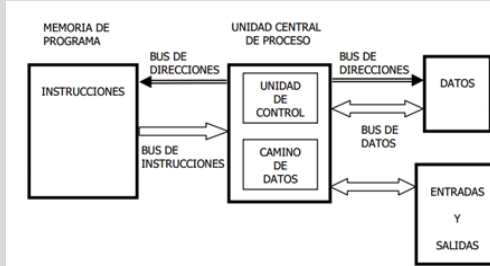 MEMORIA DE
PROGRAMA
UNIDAD CENTRAL
DE PROCESO
BUS DE
DIRECCIONES
BUS DE
DIRECCIONES
INSTRUCCIONES
UNIDAD
DE
CONTROL
DATOS
BUS DE
INSTRUCCIONES
BUS DE
DATOS
CAMINO
DE
DATOS
ENTRADAS
Y
SALIDAS